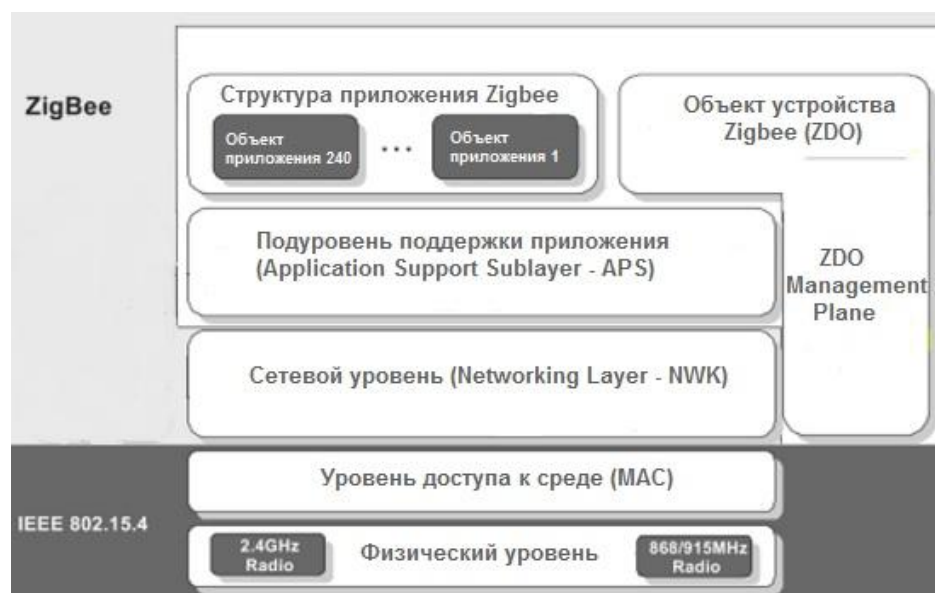 ZigBee
Структура приложения Zigbee
Объект
приложения 240
...
Объект
приложения 1
Объект устройства
Zigbee (ZDO)
Подуровень поддержки приложения
(Application Support Sublayer - APS)
ZDO
Management
Plane
Сетевой уровень (Networking Layer - NWK)
Уровень доступа к среде (MAC)
IEEE 802.15.4
2.4GHz
Radio
Физический уровень
868/915MHz
Radio